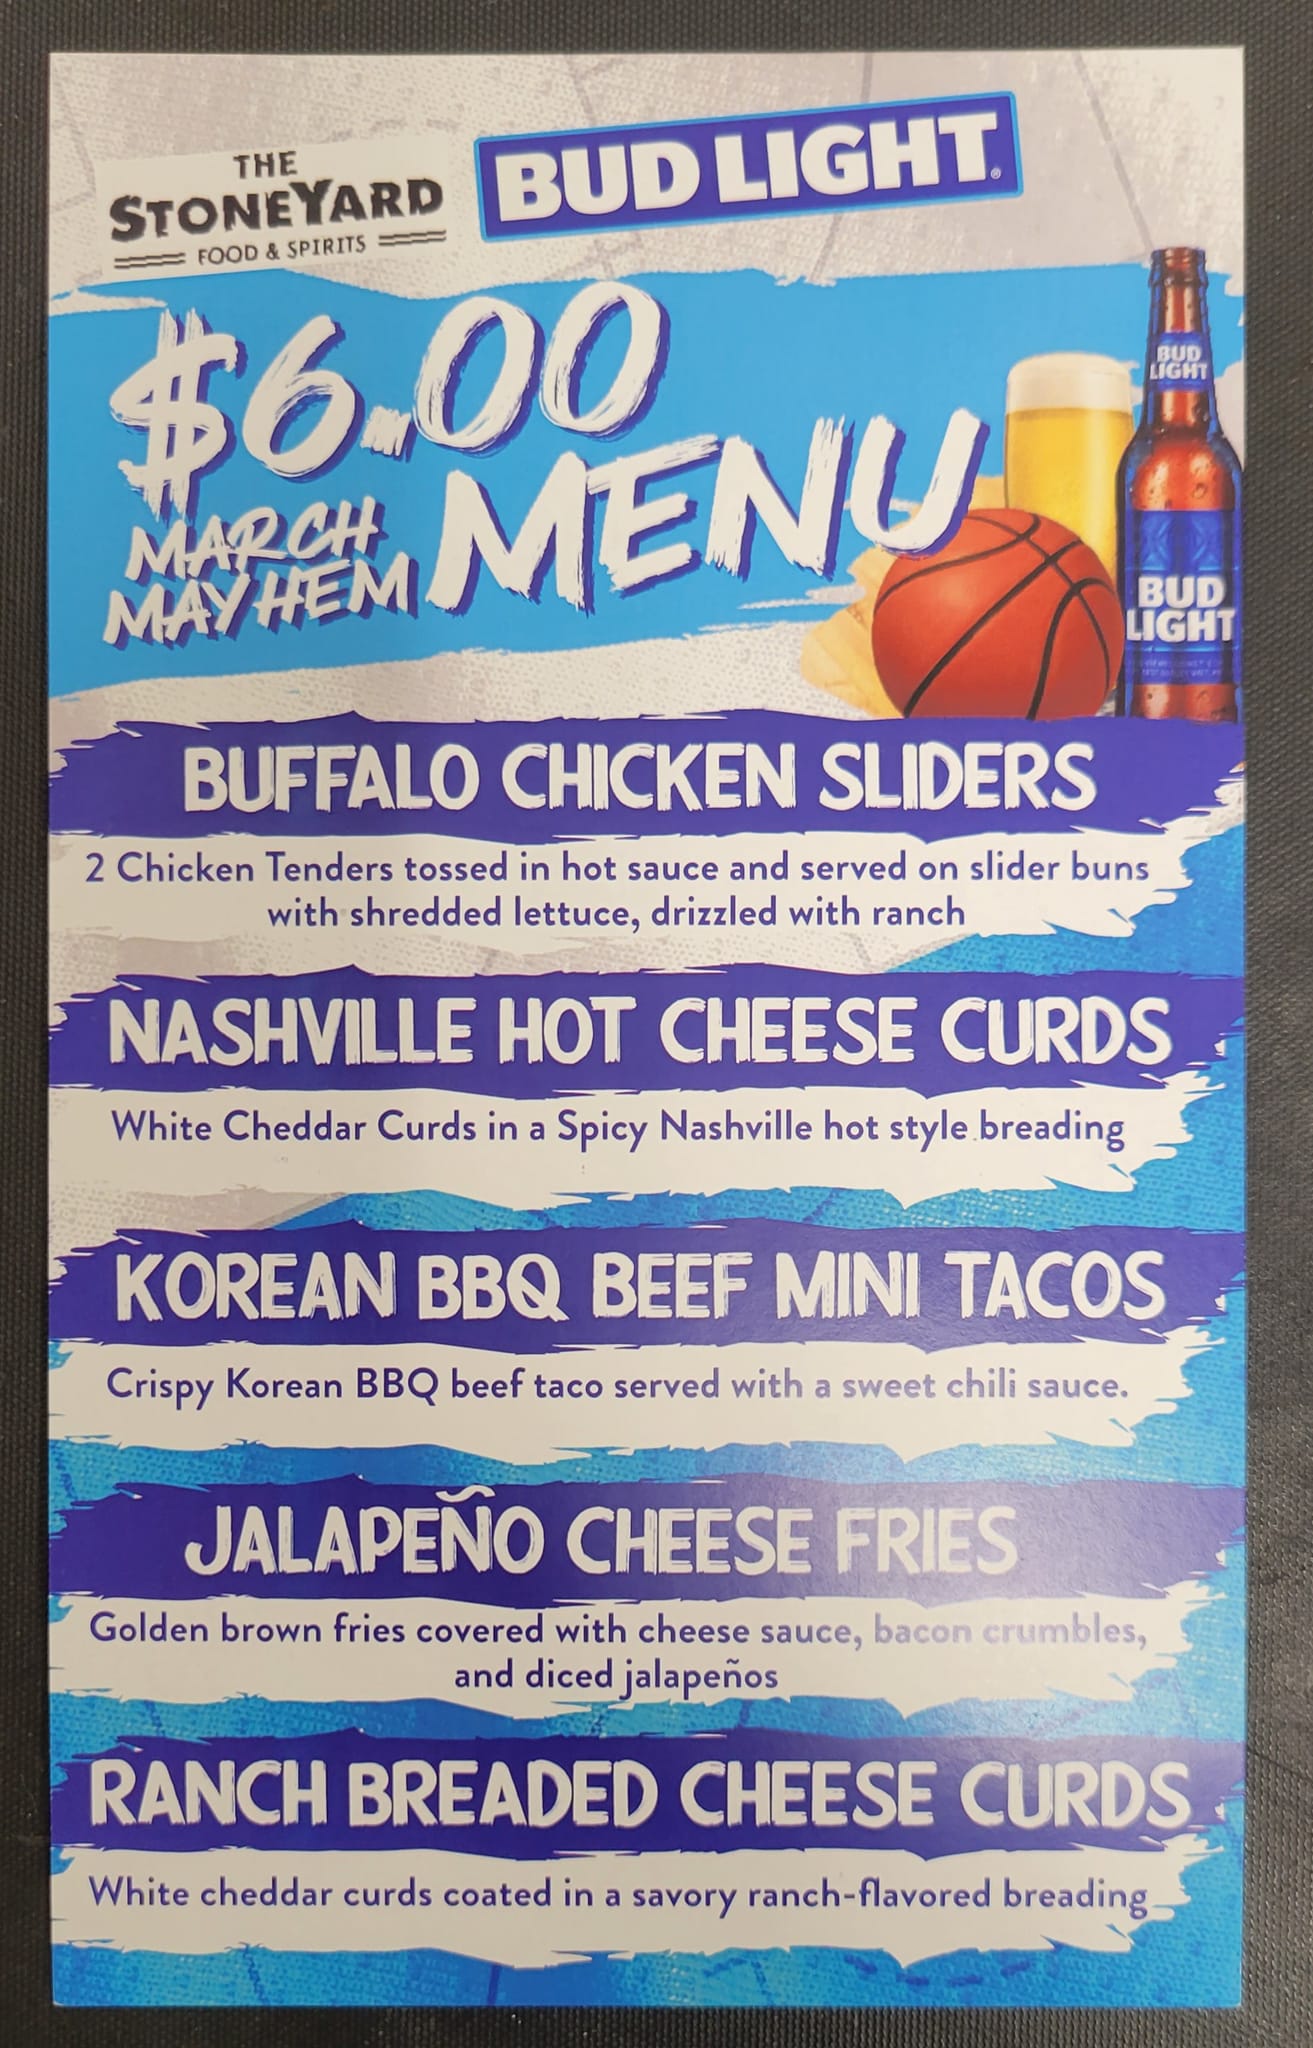 THE
STONEYARD
FOOD & SPIRITS
BUD LIGHT®
$6.00
MARCH
MAYHEM
MENU
BUD
LIGHT
BUD
LIGHT
BUFFALO CHICKEN SLIDERS
2 Chicken Tenders tossed in hot sauce and served on slider buns
with shredded lettuce, drizzled with ranch
NASHVILLE HOT CHEESE CURDS
White Cheddar Curds in a Spicy Nashville hot style breading
KOREAN BBQ BEEF MINI TACOS
Crispy Korean BBQ beef taco served with a sweet chili sauce.
JALAPEÑO CHEESE FRIES
Golden brown fries covered with cheese sauce, bacon crumbles,
and diced jalapeños
RANCH BREADED CHEESE CURDS
White cheddar curds coated in a savory ranch-flavored breading